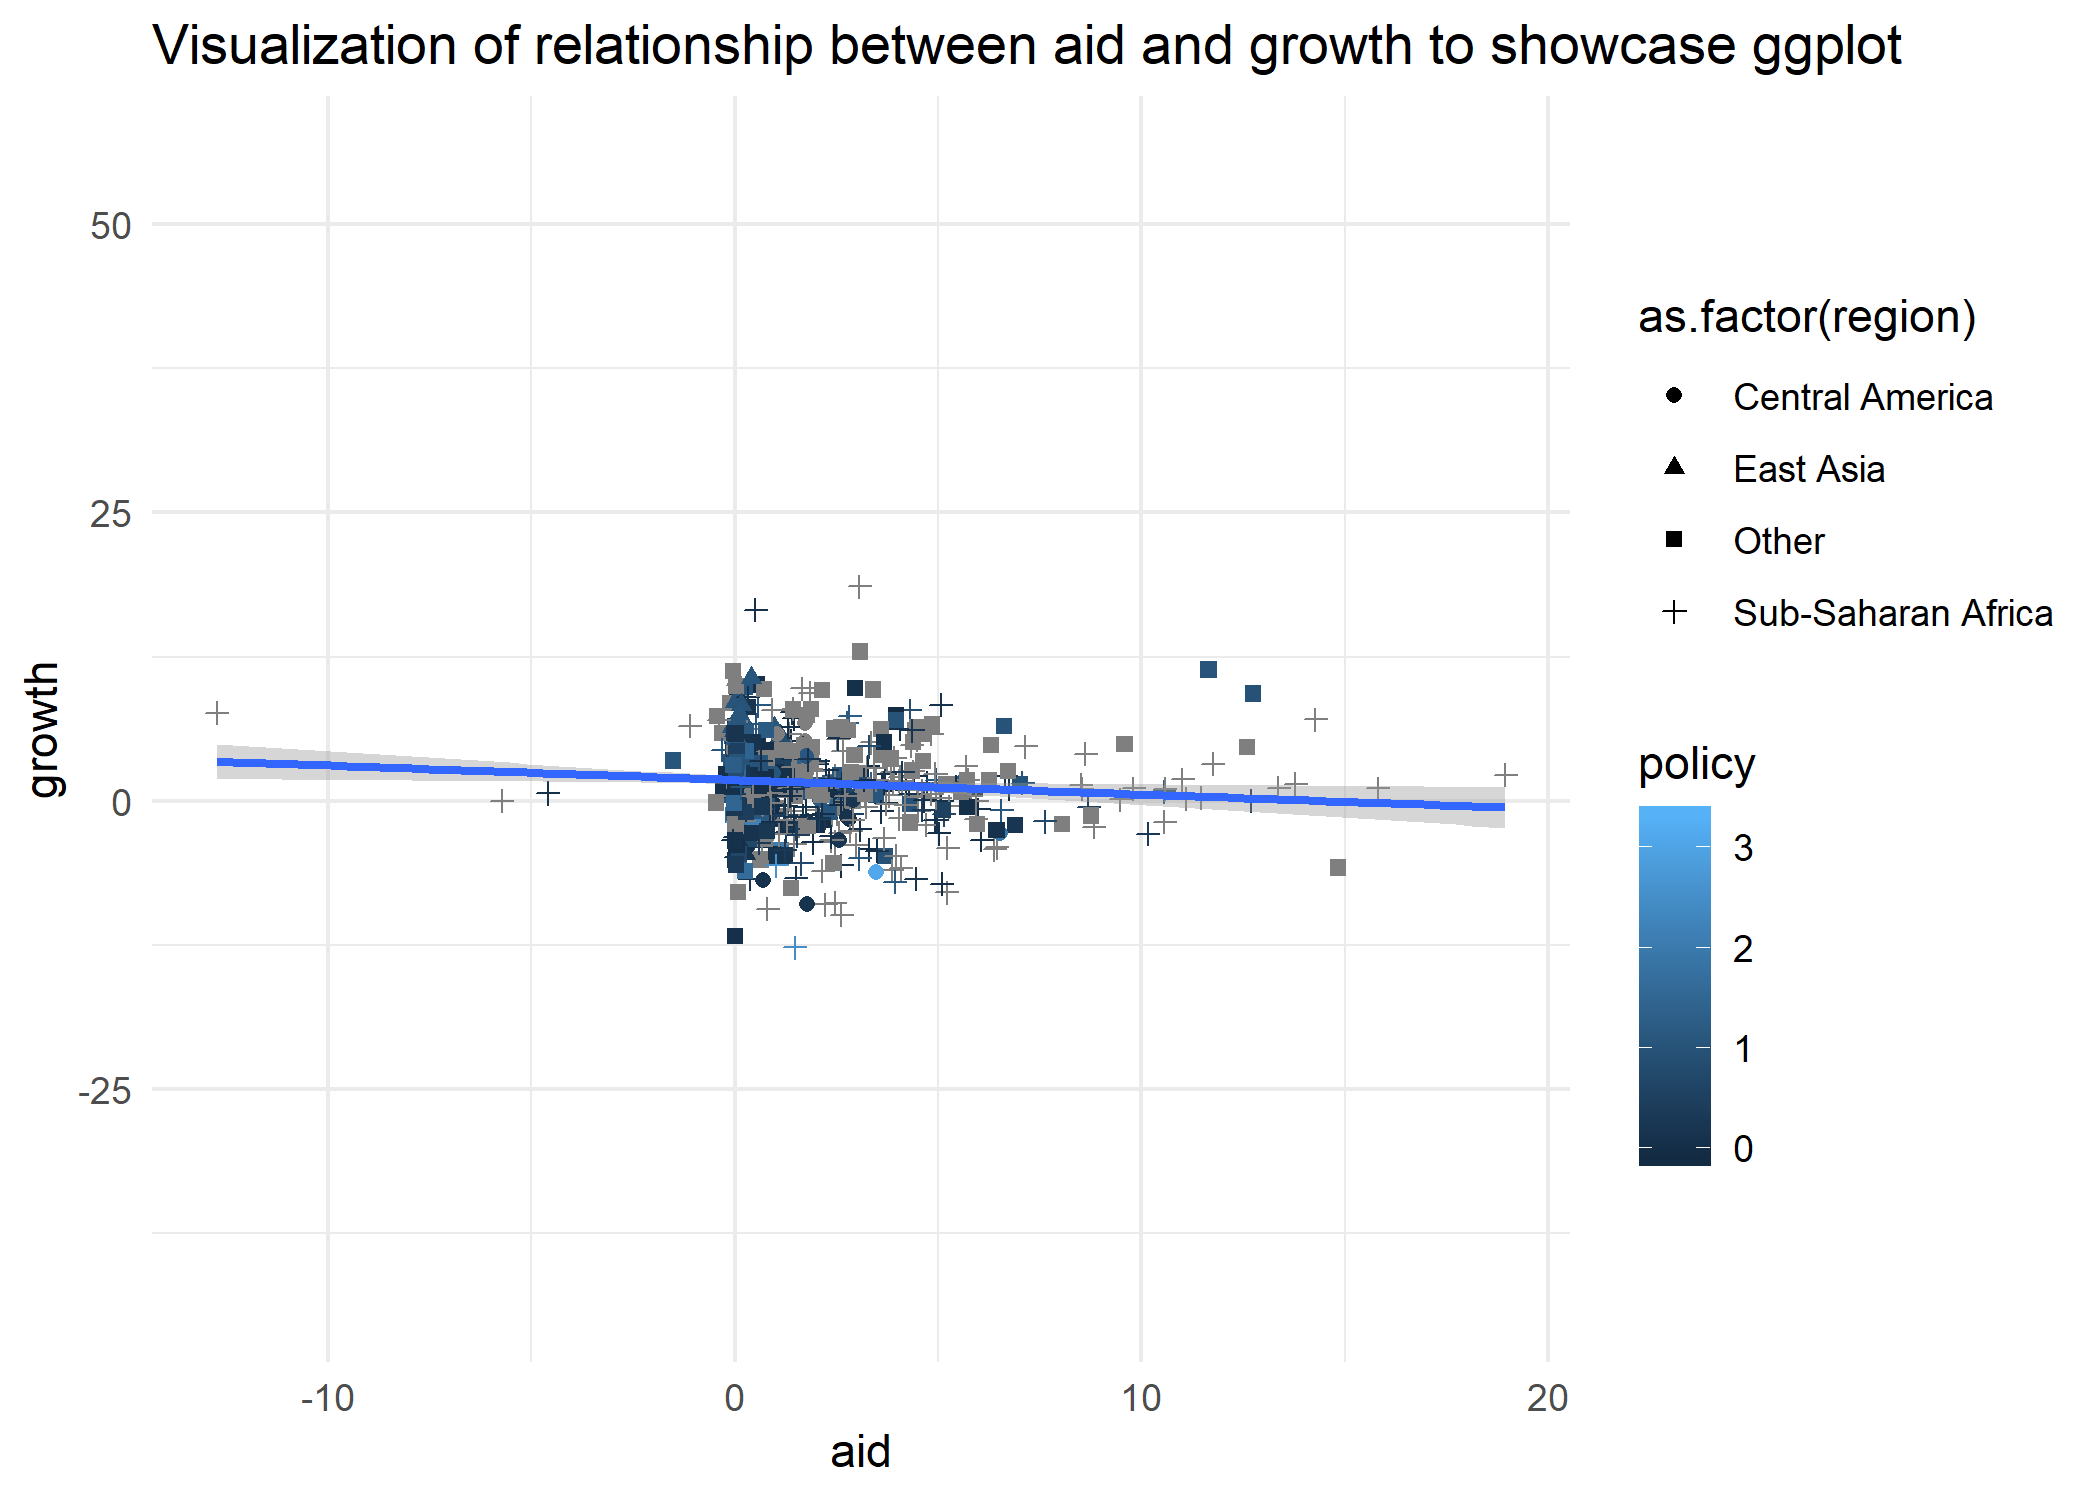 Visualization of relationship between aid and growth to showcase ggplot
growth
50
25
0
-25
-10
0
10
20
aid
as.factor(region)
Central America
East Asia
Other
Sub-Saharan Africa
policy
3
2
1
0